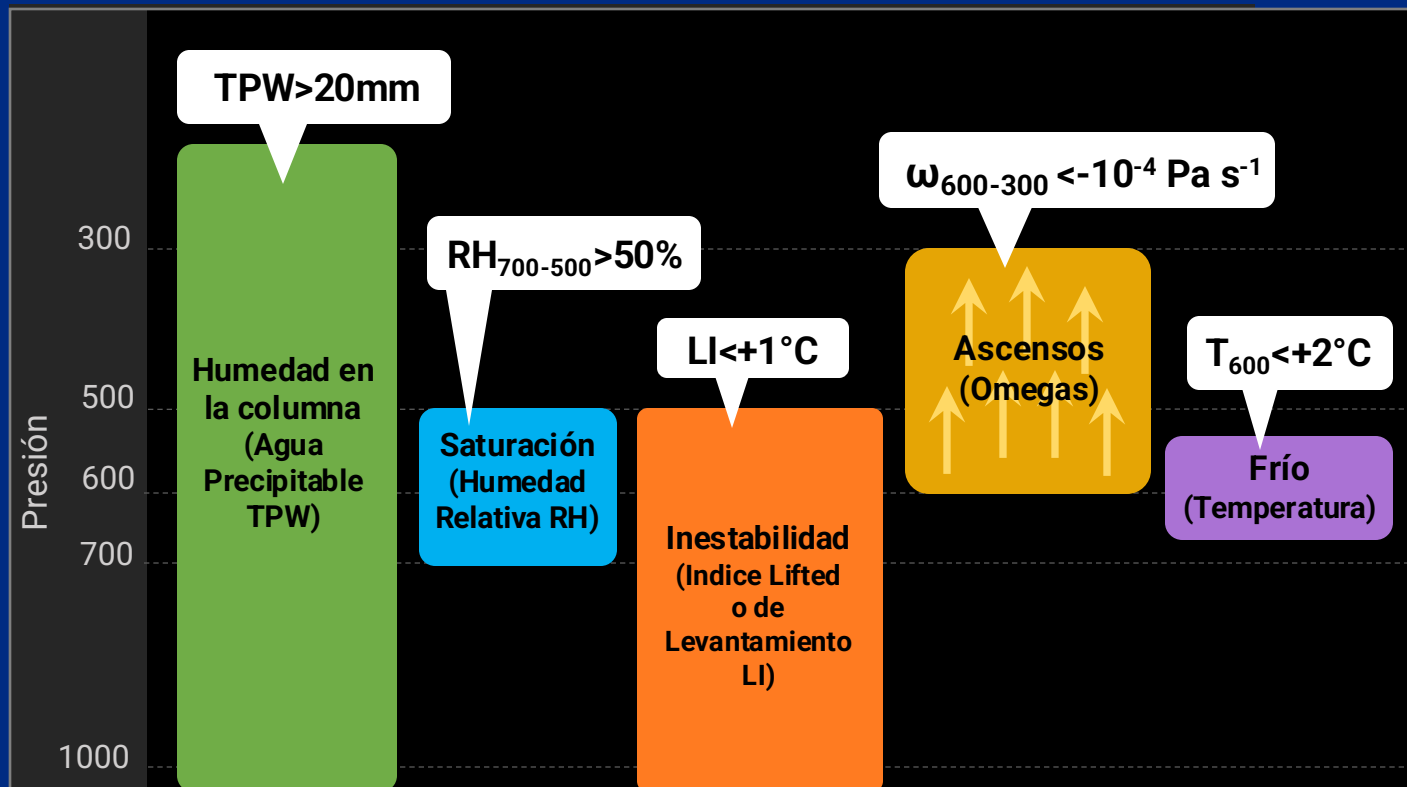 TPW>20mm
ω600-300 <-10-4 Pa s-1
RH700-500>50%
LI<+1°C
T600<+2°C
Presión
300
500
600
700
1000
Humedad en
la columna
(Agua
Precipitable
TPW)
Saturación
(Humedad
Relativa RH)
Inestabilidad
(Indice Lifted
o de
Levantamiento
LI)
Ascensos
(Omegas)
Frío
(Temperatura)